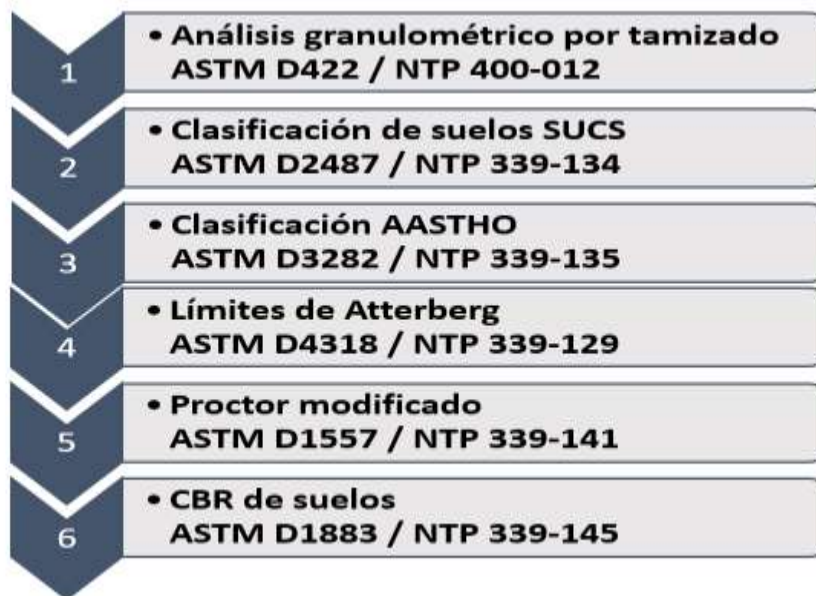 1
• Análisis granulométrico por tamizado
ASTM D422 / NTP 400-012
2
• Clasificación de suelos SUCS
ASTM D2487 / NTP 339-134
3
• Clasificación AASTHO
ASTM D3282 / NTP 339-135
4
• Límites de Atterberg
ASTM D4318 / NTP 339-129
5
• Proctor modificado
ASTM D1557 / NTP 339-141
6
• CBR de suelos
ASTM D1883 / NTP 339-145